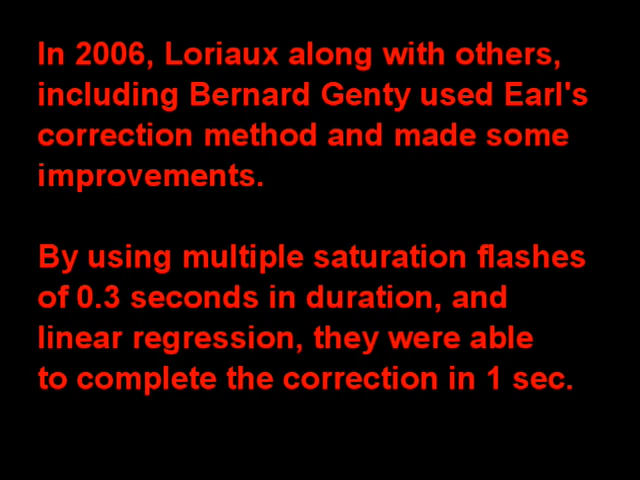 In 2006, Loriaux along with others,
including Bernard Genty used Earl's
correction method and made some
improvements.
By using multiple saturation flashes
of 0.3 seconds in duration, and
linear regression, they were able
to complete the correction in 1 sec.